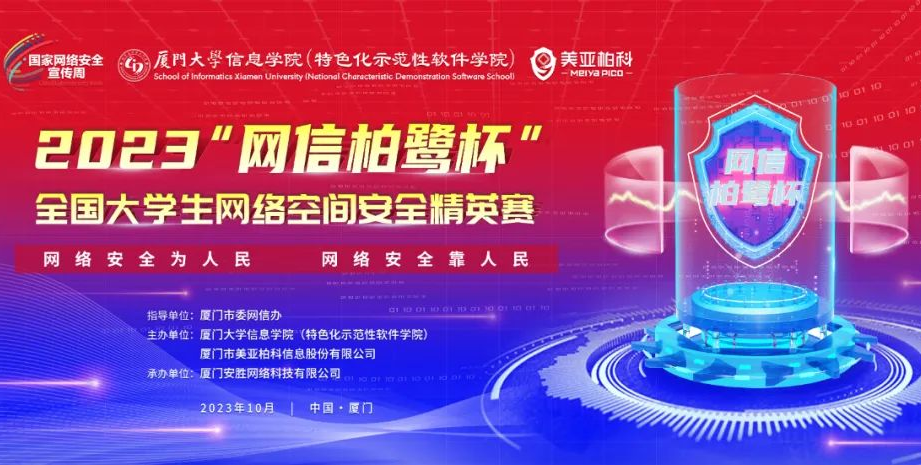 国家网络安全
宣传周
厦门大學信息学院(特色化示范性软件学院)
School of Informatics Xiamen University (National Characteristic Demonstration Software School)
美亚柏科
MEIYA PICO
2023“网信柏鹭杯”
全国大学生网络空间安全精英赛
网络安全为人民 网络安全靠人民
网信
柏鹭杯
指导单位：厦门市委网信办
主办单位：厦门大学信息学院（特色化示范性软件学院）
厦门市美亚柏科信息股份有限公司
承办单位：厦门安胜网络科技有限公司
2023年10月 | 中国·厦门